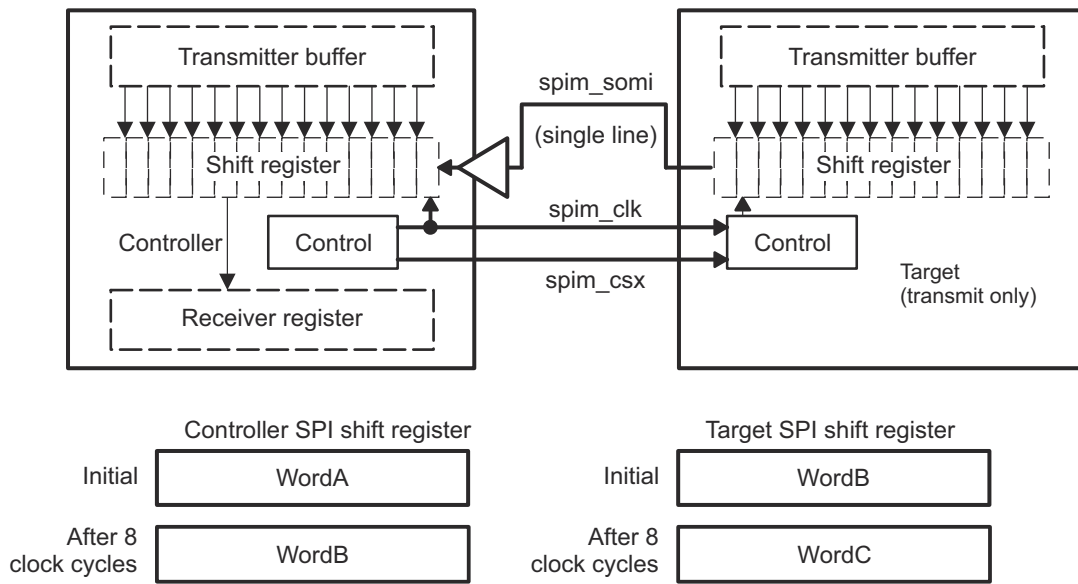 Transmitter buffer
Transmitter buffer
spim_somi
(single line)
Shift register
Shift register
spim_clk
Controller
Control
Control
spim_csx
Target
(transmit only)
Receiver register
Controller SPI shift register
Target SPI shift register
Initial
WordA
Initial
WordB
After 8
clock cycles
WordB
After 8
clock cycles
WordC